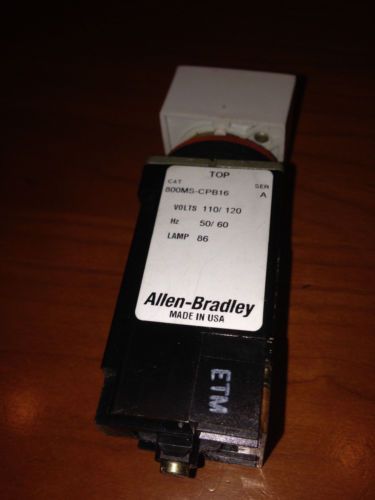 TOP
CAT. SER
800MS-CPB16 A
VOLTS 110/120
Hz 50/60
LAMP 86
Allen-Bradley
MADE IN USA
ETM